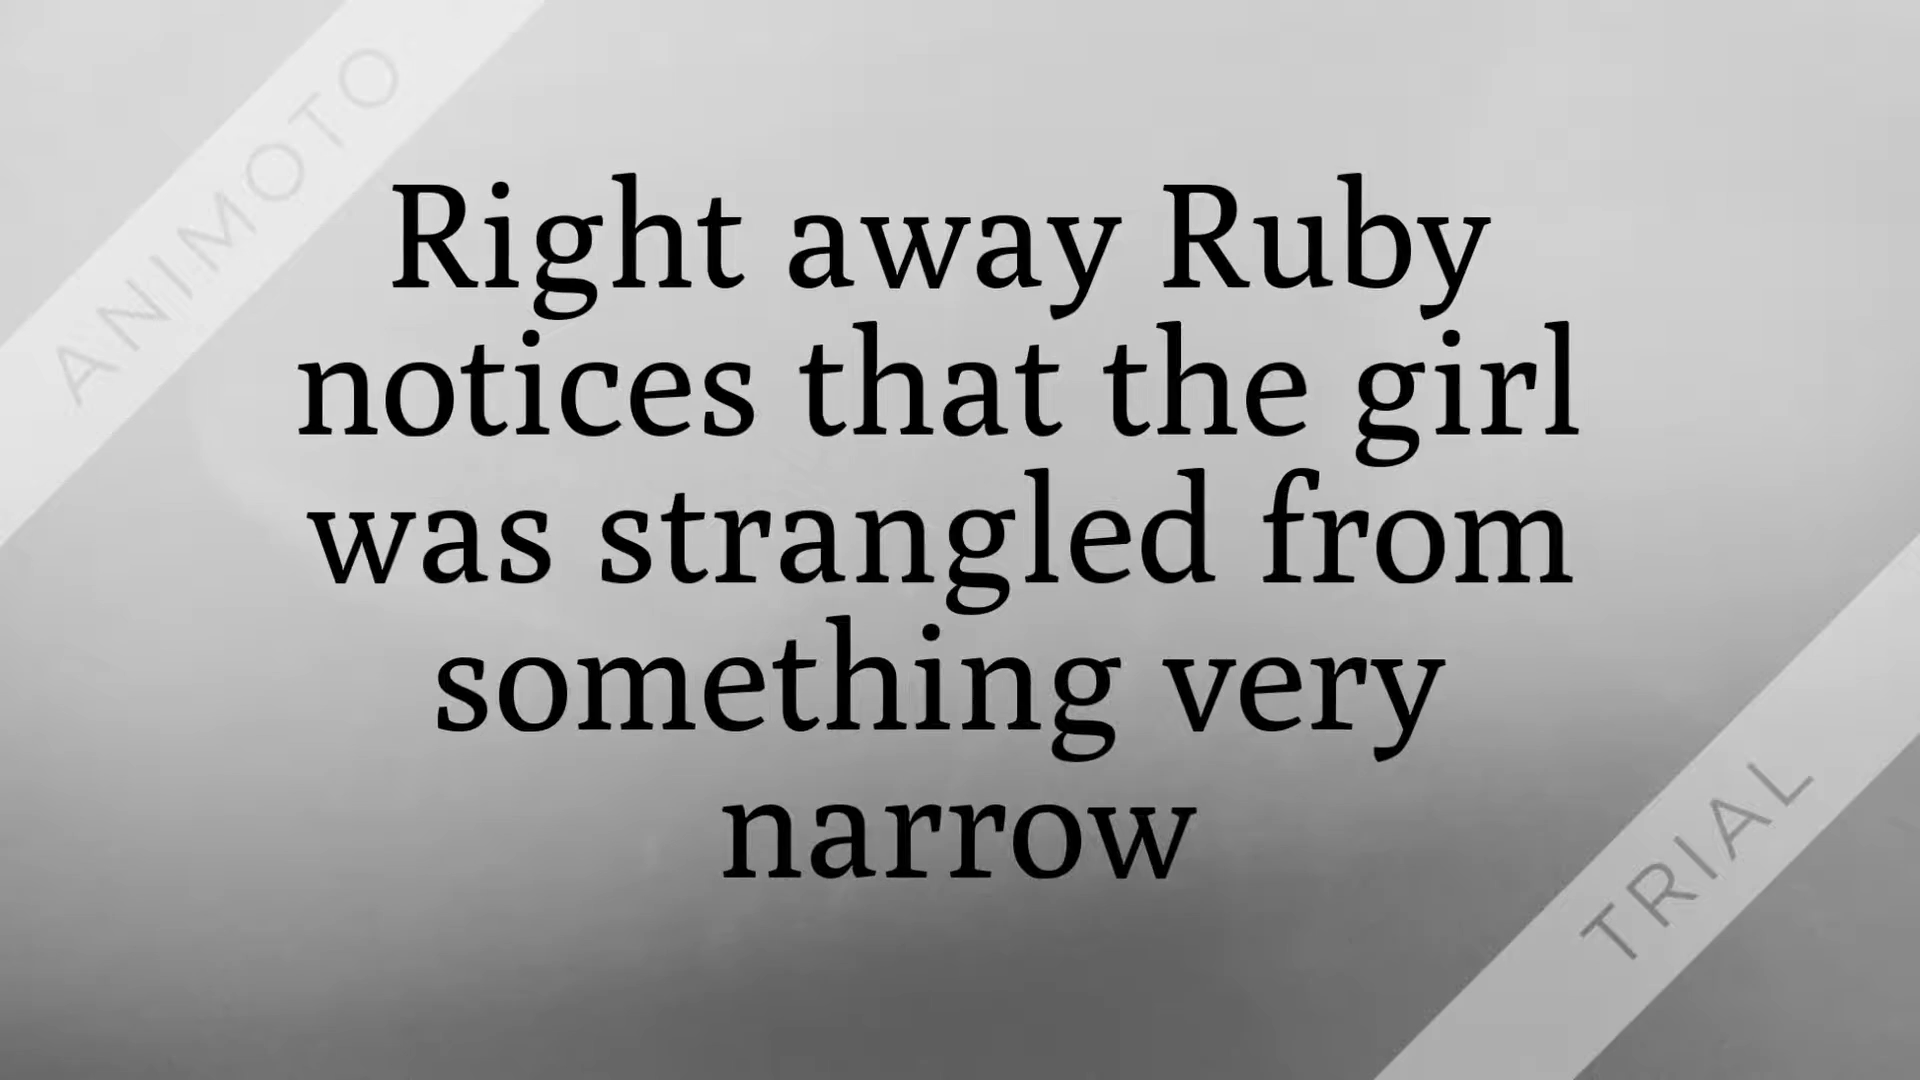 ANIMOTO
Right away Ruby
notices that the girl
was strangled from
something very
narrow
TRIAL